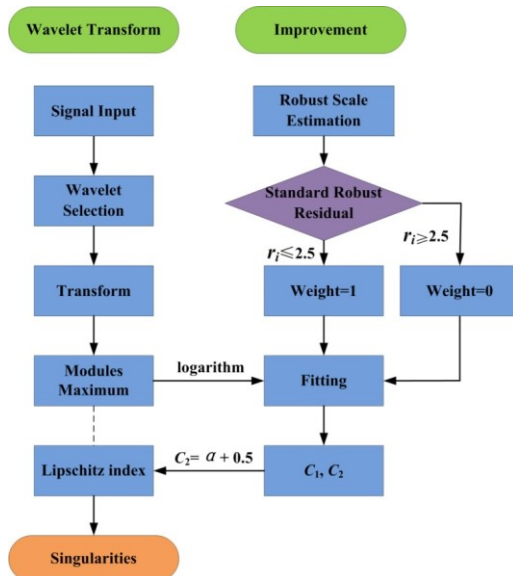 Wavelet Transform
Improvement
Signal Input
Robust Scale
Estimation
Wavelet
Selection
Standard Robust
Residual
rᵢ≤2.5
rᵢ≥2.5
Transform
Weight=1
Weight=0
Modules
Maximum
logarithm
Fitting
Lipschitz index
C₂= α + 0.5
C₁, C₂
Singularities